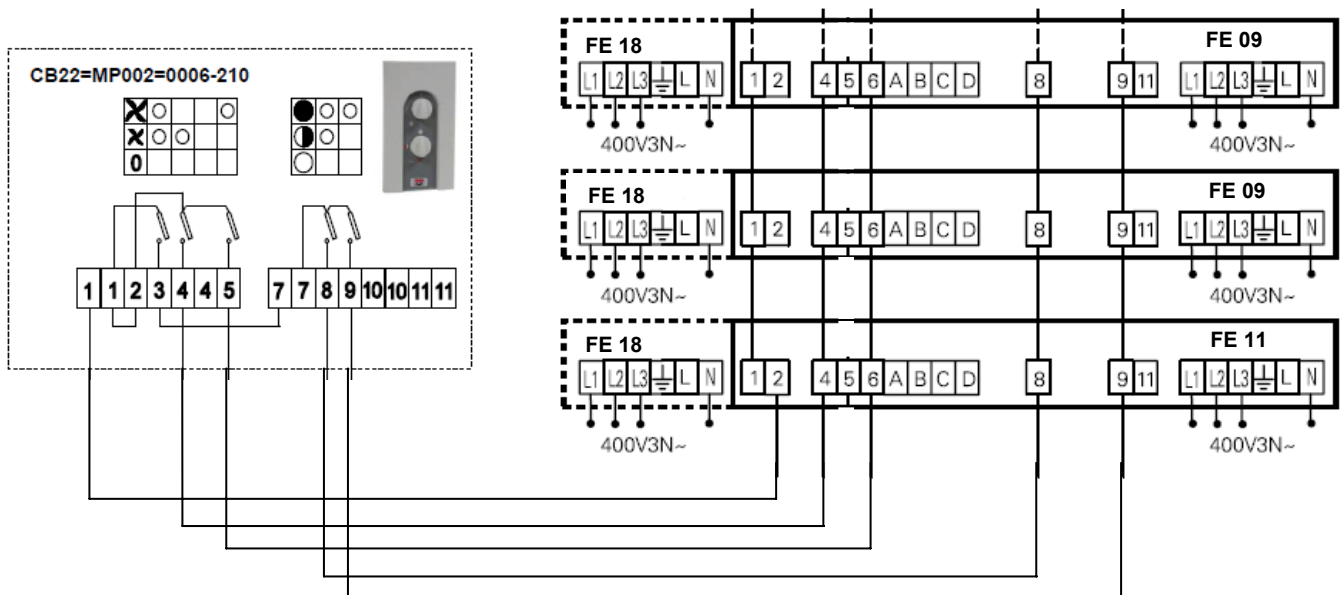 CB22=MP002=0006-210
0
1 1 2 3 4 4 5 7 7 8 9 10 10 11 11
FE 18 FE 09
L1 L2 L3 L N 1 2 4 5 6 A B C D 8 9 11 L1 L2 L3 L N
400V3N~ 400V3N~
FE 18 FE 09
L1 L2 L3 L N 1 2 4 5 6 A B C D 8 9 11 L1 L2 L3 L N
400V3N~ 400V3N~
FE 18 FE 11
L1 L2 L3 L N 1 2 4 5 6 A B C D 8 9 11 L1 L2 L3 L N
400V3N~ 400V3N~